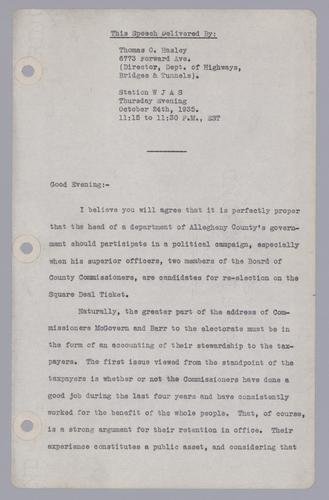 This Speech Delivered By:
Thomas C. Hasley
6773 Forward Ave.
(Director, Dept. of Highways,
Bridges & Tunnels).
Station W J A S
Thursday Evening
October 24th, 1935.
11:15 to 11:30 P.M., EST
Good Evening:-
I believe you will agree that it is perfectly proper
that the head of a department of Allegheny County's govern-
ment should participate in a political campaign, especially
when his superior officers, two members of the Board of
County Commissioners, are candidates for re-election on the
Square Deal Ticket.
Naturally, the greater part of the address of Com-
missioners McGovern and Barr to the electorate must be in
the form of an accounting of their stewardship to the tax-
payers. The first issue viewed from the standpoint of the
taxpayers is whether or not the Commissioners have done a
good job during the last four years and have consistently
worked for the benefit of the whole people. That, of course,
is a strong argument for their retention in office. Their
experience constitutes a public asset, and considering that